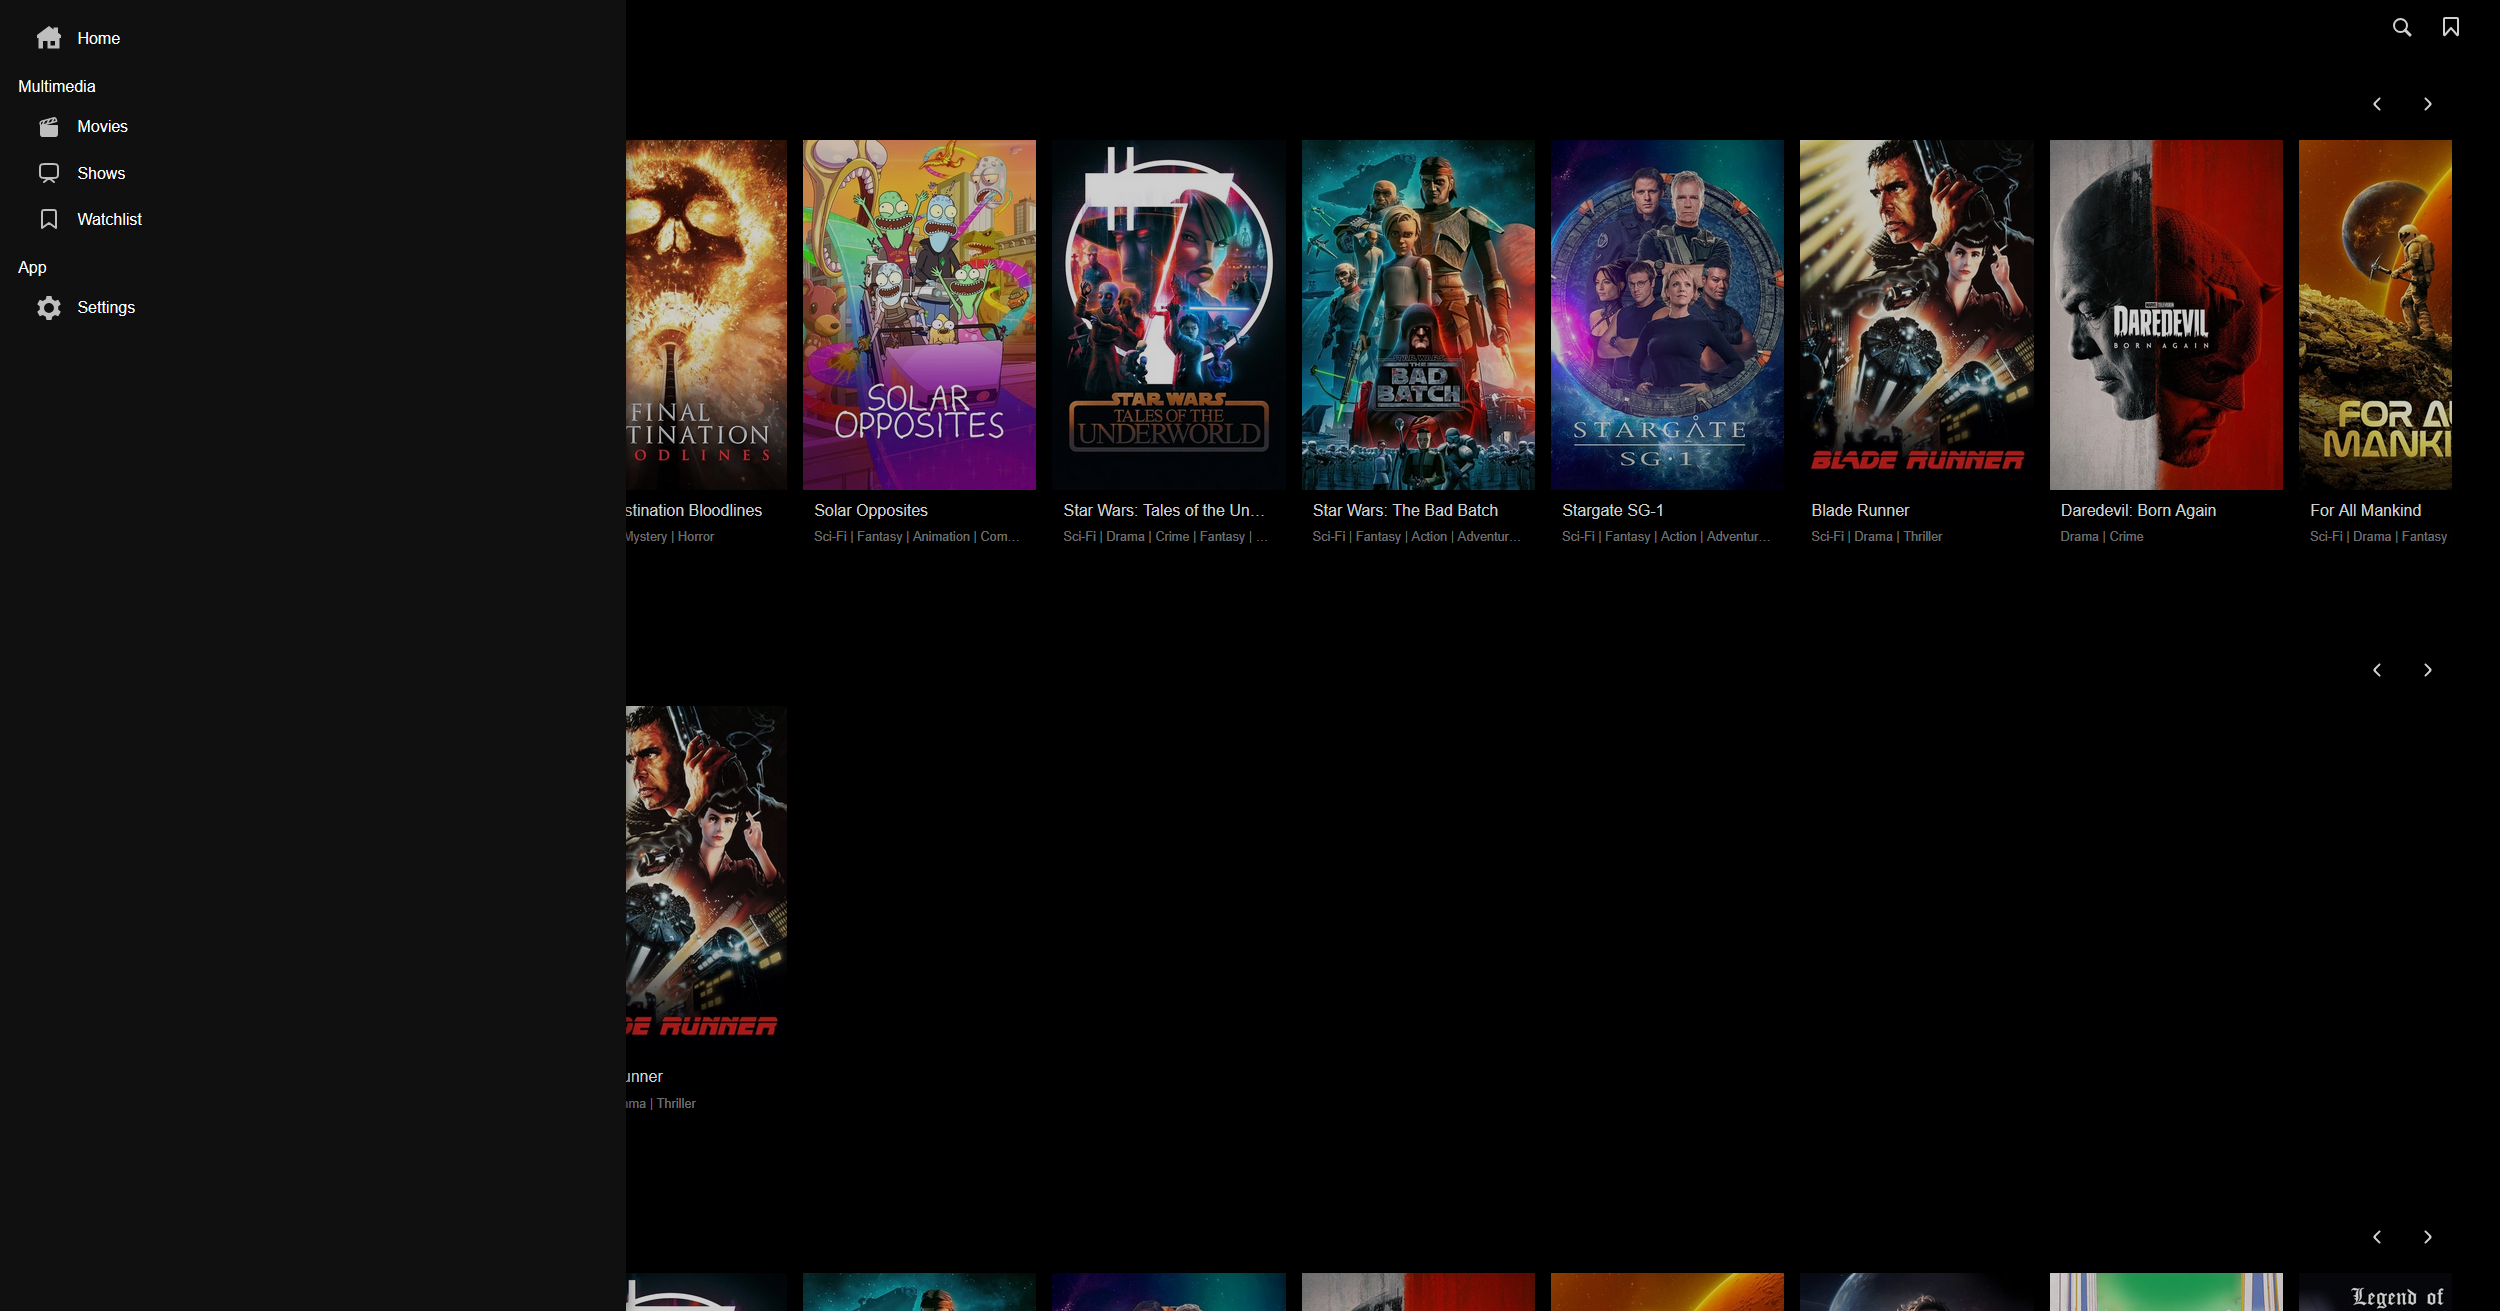 Home
Multimedia
Movies
Shows
Watchlist
App
Settings
FINAL
TINATION
ODLINES
SOLAR
OPPOSITES
STAR WARS
TALES OF THE
UNDERWORLD
STAR WARS
THE
BAD
BATCH
STARGATE
SG·1
BLADE RUNNER
MARVEL TELEVISION
DAREDEVIL
BORN AGAIN
FOR AL
MANKI
stination Bloodlines
Mystery | Horror
Solar Opposites
Sci-Fi | Fantasy | Animation | Com...
Star Wars: Tales of the Un...
Sci-Fi | Drama | Crime | Fantasy | ...
Star Wars: The Bad Batch
Sci-Fi | Fantasy | Action | Adventur...
Stargate SG-1
Sci-Fi | Fantasy | Action | Adventur...
Blade Runner
Sci-Fi | Drama | Thriller
Daredevil: Born Again
Drama | Crime
For All Mankind
Sci-Fi | Drama | Fantasy
DE RUNNER
unner
ama | Thriller
Legend of